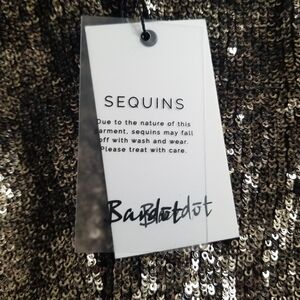 SEQUINS
Due to the nature of this
garment, sequins may fall
off with wash and wear.
Please treat with care.
Bardot
Bardot